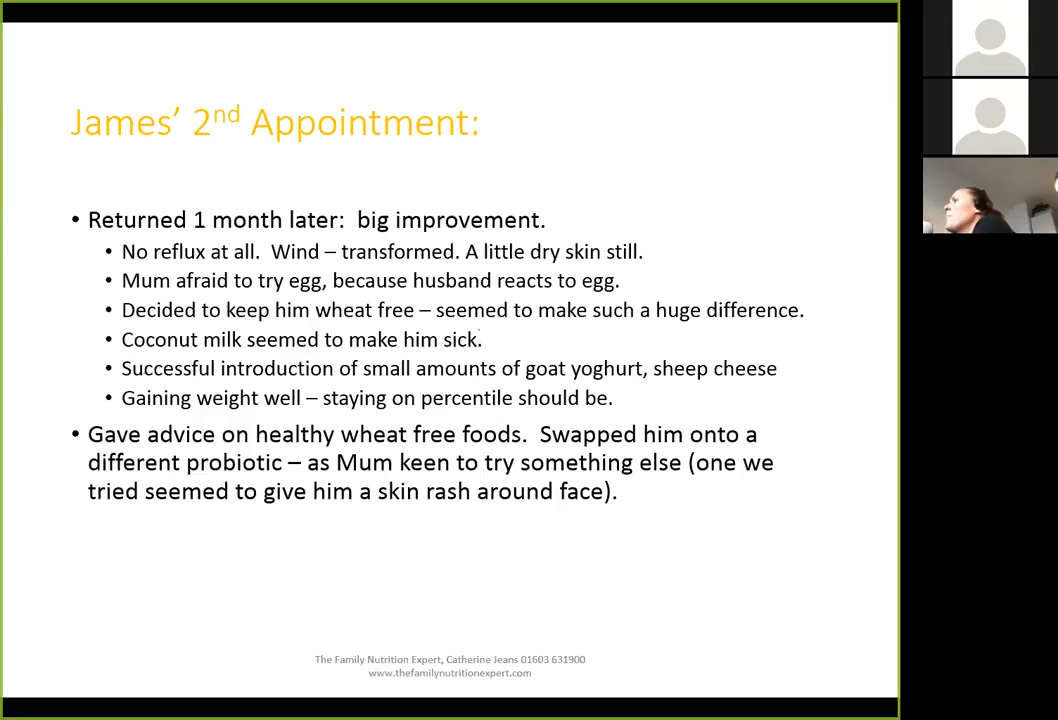 James’ 2nd Appointment:
• Returned 1 month later:  big improvement.
• No reflux at all.  Wind – transformed. A little dry skin still.
• Mum afraid to try egg, because husband reacts to egg.
• Decided to keep him wheat free – seemed to make such a huge difference.
• Coconut milk seemed to make him sick.
• Successful introduction of small amounts of goat yoghurt, sheep cheese
• Gaining weight well – staying on percentile should be.
• Gave advice on healthy wheat free foods.  Swapped him onto a
different probiotic – as Mum keen to try something else (one we
tried seemed to give him a skin rash around face).
The Family Nutrition Expert, Catherine Jeans 01603 631900
www.thefamilynutritionexpert.com